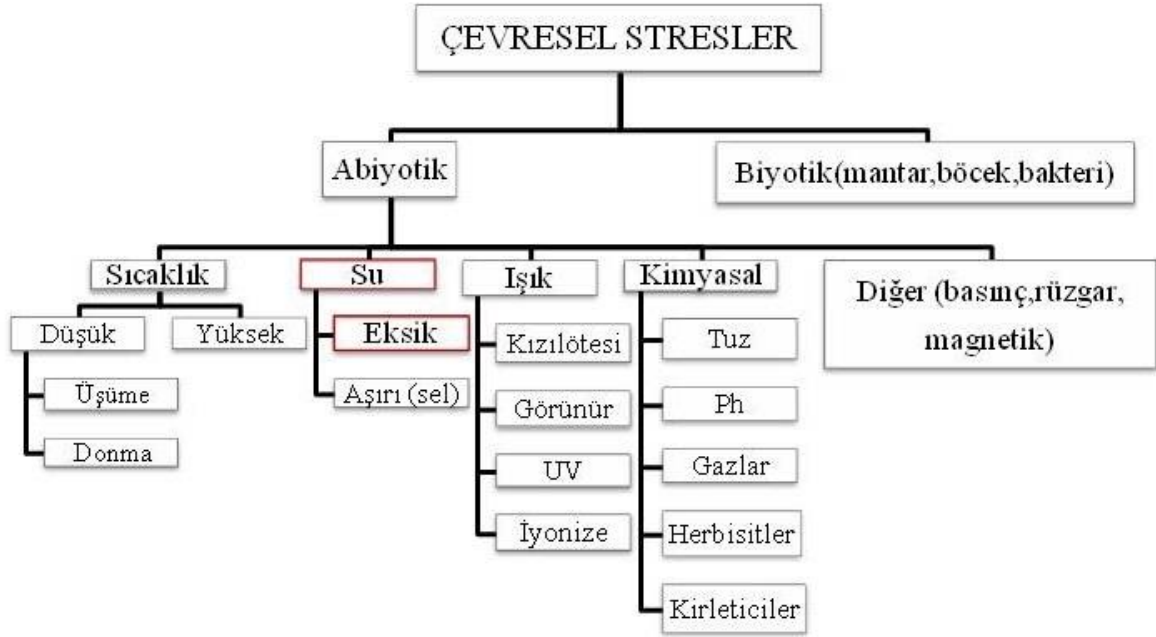 ÇEVRESEL STRESLER
Abiyotik
Biyotik(mantar,böcek,bakteri)
Sıcaklık
Su
Işık
Kimyasal
Diğer (basınç,rüzgar,
magnetik)
Düşük
Yüksek
Üşüme
Donma
Eksik
Aşırı (sel)
Kızılötesi
Görünür
UV
İyonize
Tuz
Ph
Gazlar
Herbisitler
Kirleticiler